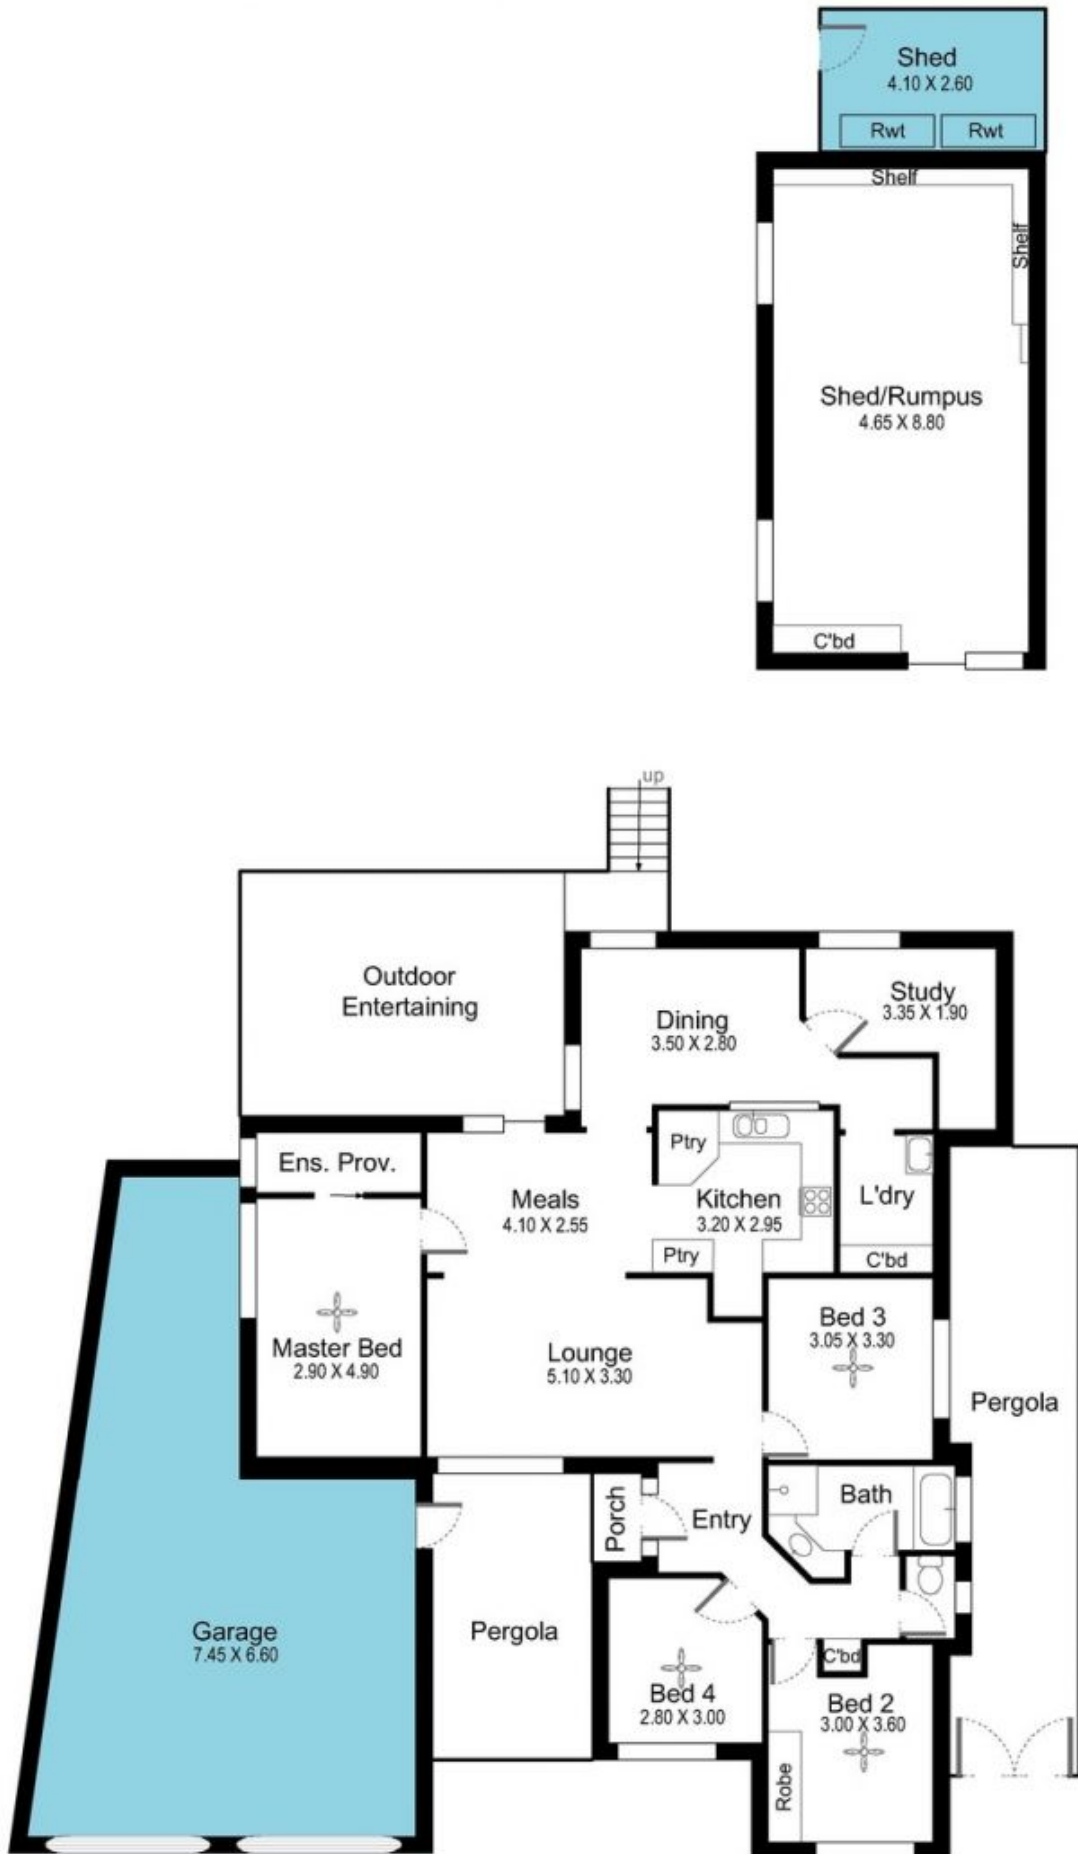 Shed
4.10 X 2.60
Rwt
Rwt
Shelf
Shelf
Shed/Rumpus
4.65 X 8.80
C'bd
up
Outdoor
Entertaining
Dining
3.50 X 2.80
Study
3.35 X 1.90
Ens. Prov.
Meals
4.10 X 2.55
Ptry
Kitchen
3.20 X 2.95
Ptry
L'dry
C'bd
Master Bed
2.90 X 4.90
Lounge
5.10 X 3.30
Bed 3
3.05 X 3.30
Pergola
Porch
Entry
Bath
Garage
7.45 X 6.60
Pergola
Bed 4
2.80 X 3.00
C'bd
Bed 2
3.00 X 3.60
Robe